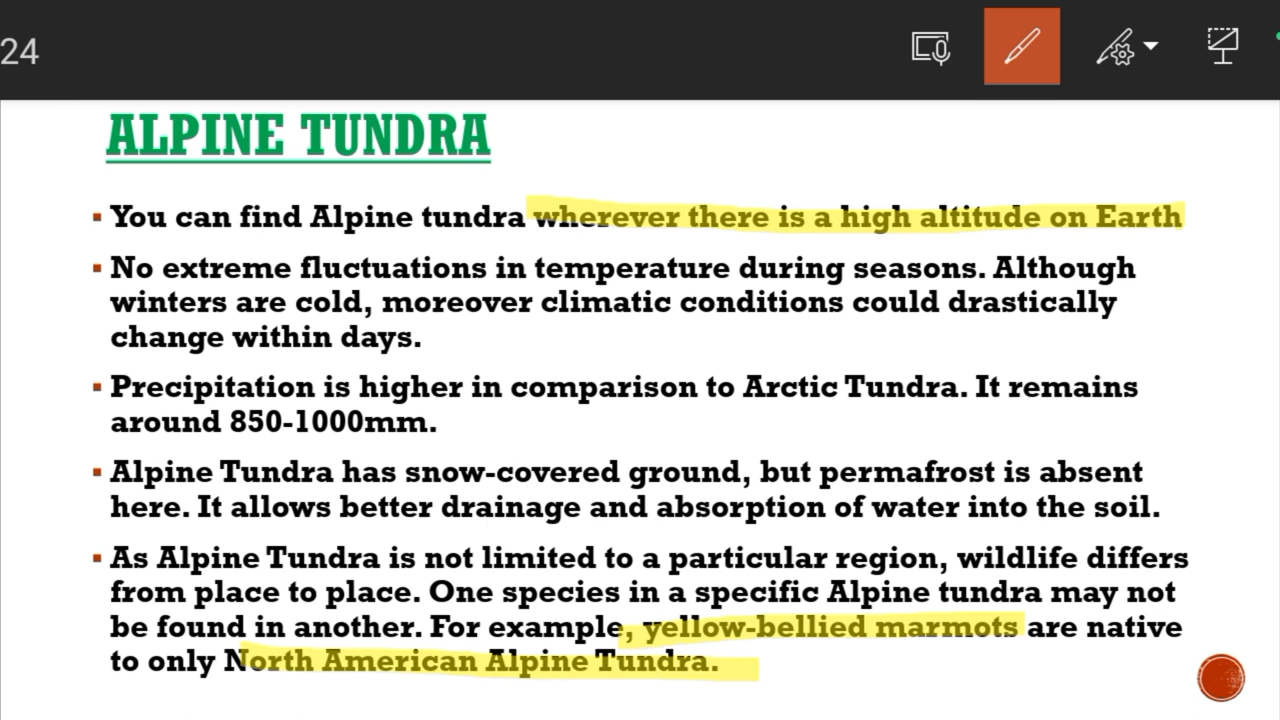 24
ALPINE TUNDRA
▪ You can find Alpine tundra wherever there is a high altitude on Earth
▪ No extreme fluctuations in temperature during seasons. Although
winters are cold, moreover climatic conditions could drastically
change within days.
▪ Precipitation is higher in comparison to Arctic Tundra. It remains
around 850-1000mm.
▪ Alpine Tundra has snow-covered ground, but permafrost is absent
here. It allows better drainage and absorption of water into the soil.
▪ As Alpine Tundra is not limited to a particular region, wildlife differs
from place to place. One species in a specific Alpine tundra may not
be found in another. For example, yellow-bellied marmots are native
to only North American Alpine Tundra.